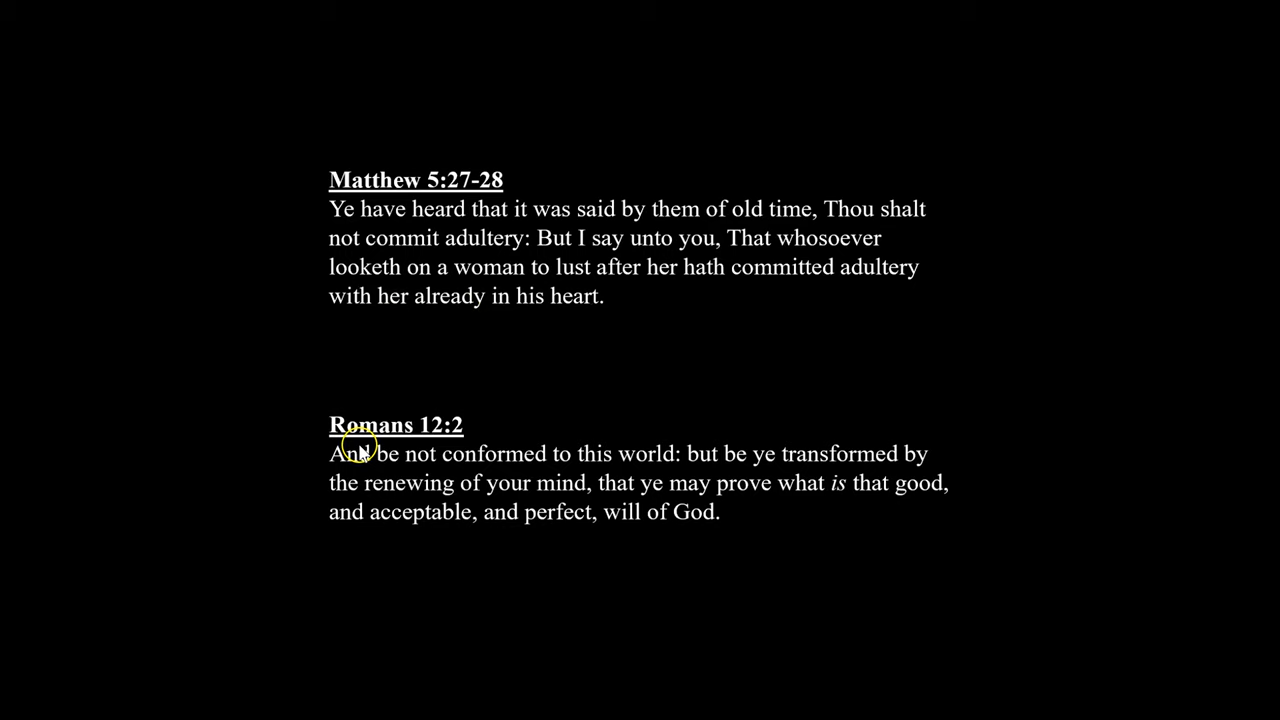 Matthew 5:27-28
Ye have heard that it was said by them of old time, Thou shalt
not commit adultery: But I say unto you, That whosoever
looketh on a woman to lust after her hath committed adultery
with her already in his heart.
Romans 12:2
And be not conformed to this world: but be ye transformed by
the renewing of your mind, that ye may prove what is that good,
and acceptable, and perfect, will of God.